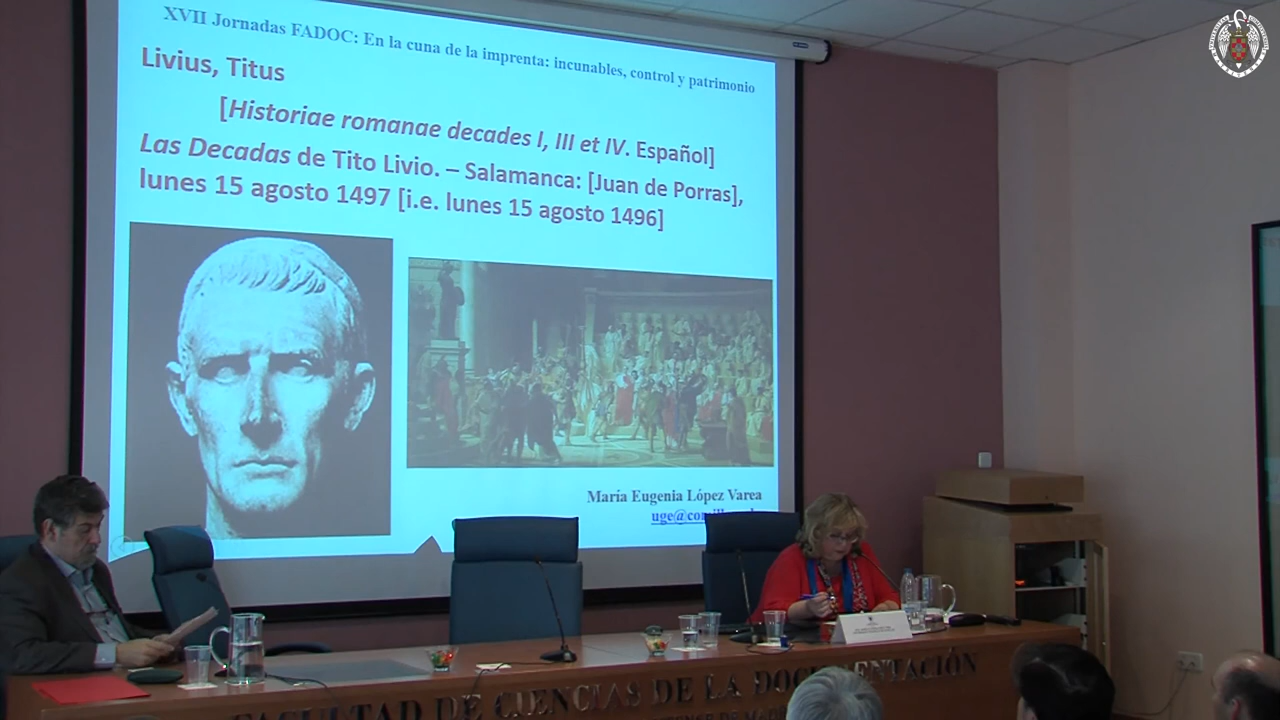 XVII Jornadas FADOC: En la cuna de la imprenta: incunables, control y patrimonio
Livius, Titus
[Historiae romanae decades I, III et IV. Español]
Las Decadas de Tito Livio. – Salamanca: [Juan de Porras],
lunes 15 agosto 1497 [i.e. lunes 15 agosto 1496]
María Eugenia López Varea
FACULTAD DE CIENCIAS DE LA DOCUMENTACIÓN